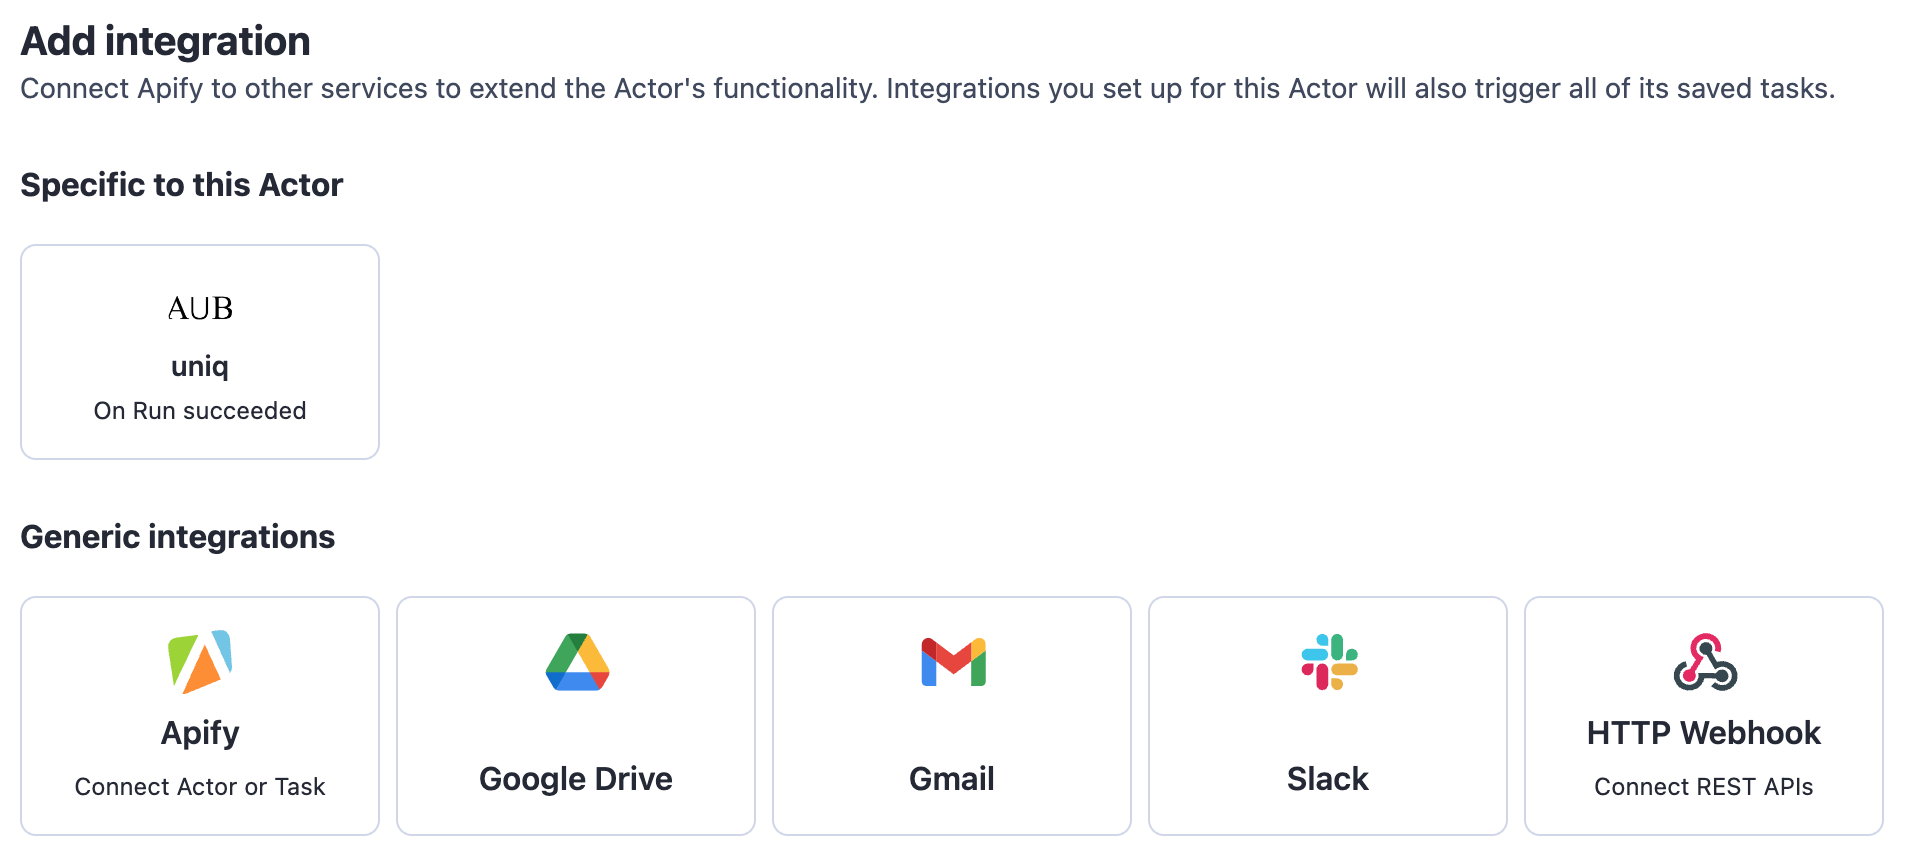 Add integration
Connect Apify to other services to extend the Actor's functionality. Integrations you set up for this Actor will also trigger all of its saved tasks.
Specific to this Actor
AUB
uniq
On Run succeeded
Generic integrations
Apify
Connect Actor or Task
Google Drive
Gmail
Slack
HTTP Webhook
Connect REST APIs